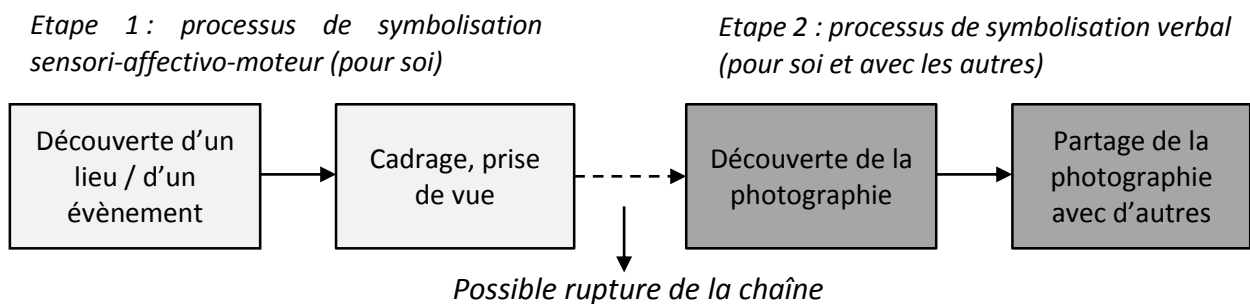 Etape 1 : processus de symbolisation
sensori-affectivo-moteur (pour soi)
Etape 2 : processus de symbolisation verbal
(pour soi et avec les autres)
Découverte d’un
lieu / d’un
évènement
Cadrage, prise
de vue
Découverte de la
photographie
Partage de la
photographie
avec d’autres
Possible rupture de la chaîne